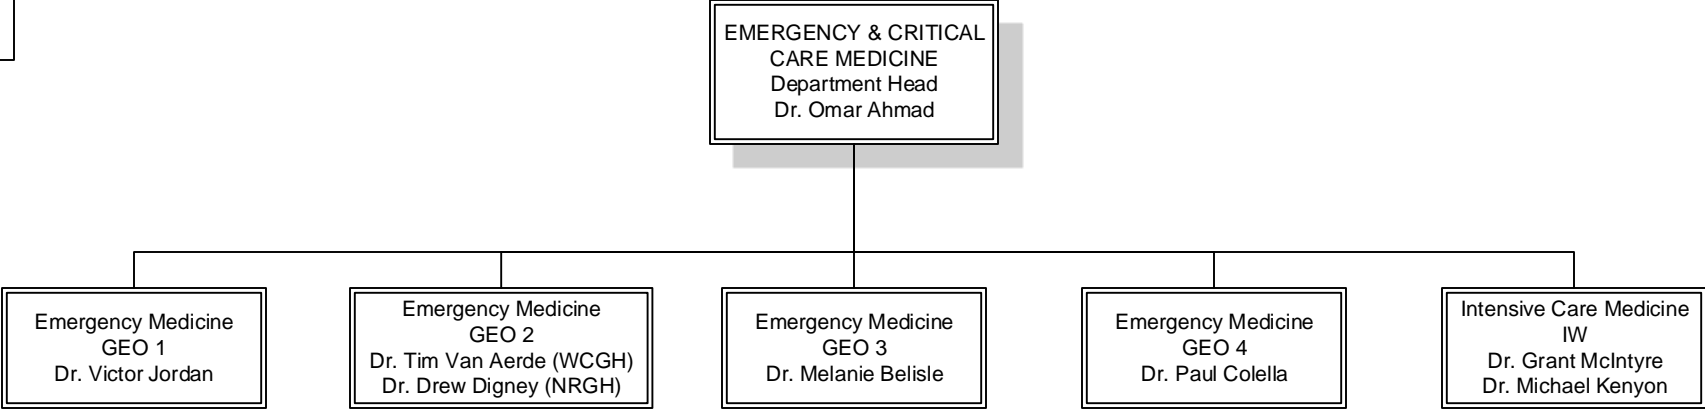 EMERGENCY & CRITICAL
CARE MEDICINE
Department Head
Dr. Omar Ahmad
Emergency Medicine
GEO 1
Dr. Victor Jordan
Emergency Medicine
GEO 2
Dr. Tim Van Aerde (WCGH)
Dr. Drew Digney (NRGH)
Emergency Medicine
GEO 3
Dr. Melanie Belisle
Emergency Medicine
GEO 4
Dr. Paul Colella
Intensive Care Medicine
IW
Dr. Grant McIntyre
Dr. Michael Kenyon